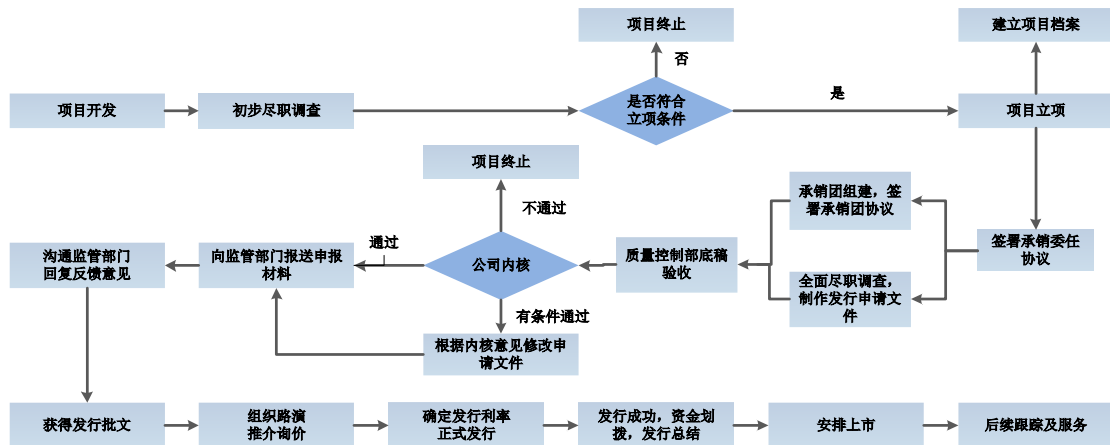 项目终止
建立项目档案
否
项目开发
初步尽职调查
是否符合
立项条件
是
项目立项
项目终止
不通过
承销团组建，签
署承销团协议
签署承销委任
协议
全面尽职调查，
制作发行申请文
件
质量控制部底稿
验收
公司内核
通过
向监管部门报送申报
材料
沟通监管部门
回复反馈意见
有条件通过
根据内核意见修改申
请文件
获得发行批文
组织路演
推介询价
确定发行利率
正式发行
发行成功，资金划
拨，发行总结
安排上市
后续跟踪及服务